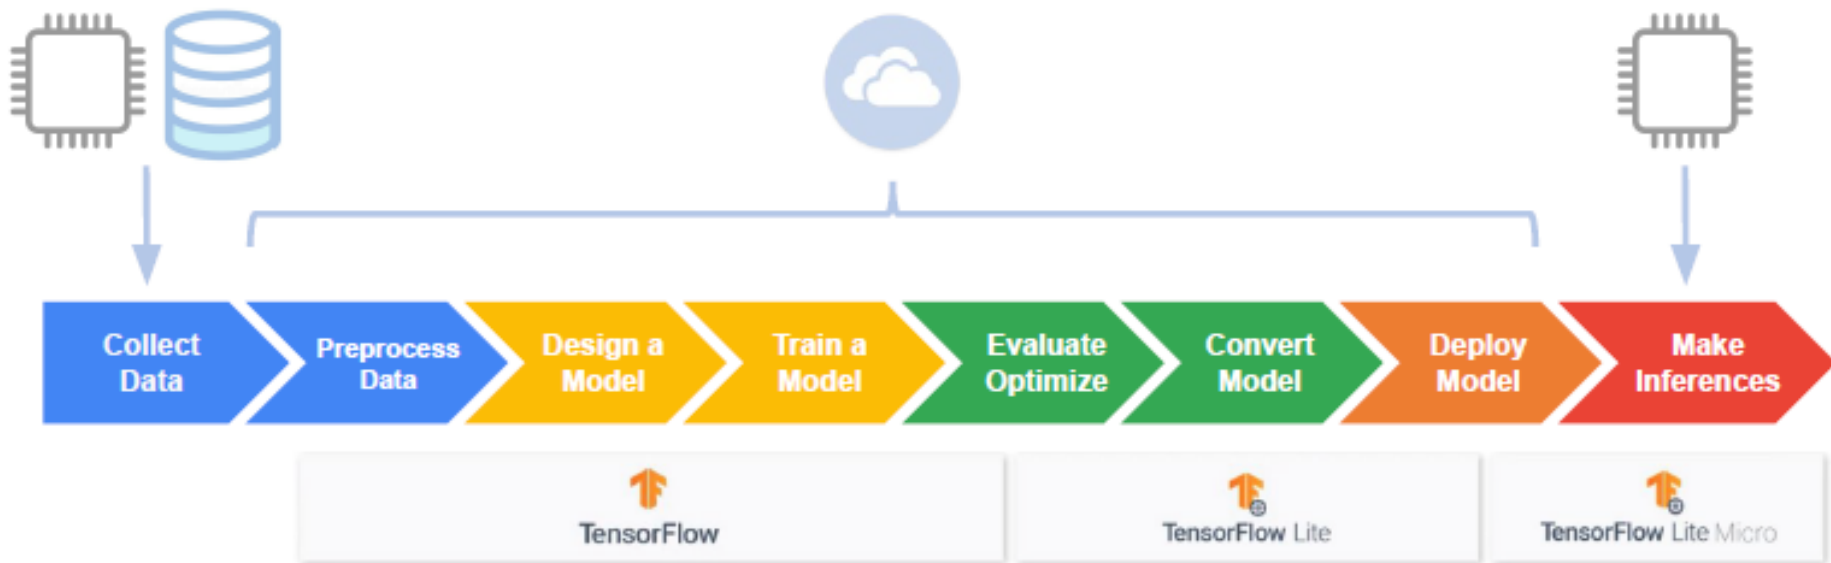 Collect
Data
Preprocess
Data
Design a
Model
Train a
Model
Evaluate
Optimize
Convert
Model
Deploy
Model
Make
Inferences
TensorFlow
TensorFlow Lite
TensorFlow Lite Micro